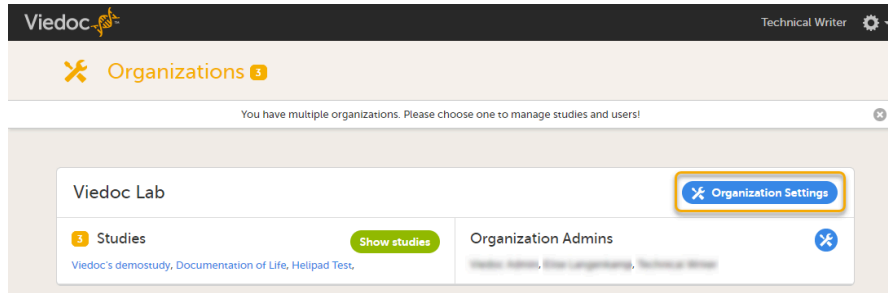 Viedoc
Technical Writer
Organizations 3
You have multiple organizations. Please choose one to manage studies and users!
Viedoc Lab
Organization Settings
3 Studies
Show studies
Organization Admins
Viedoc's demostudy, Documentation of Life, Helipad Test,